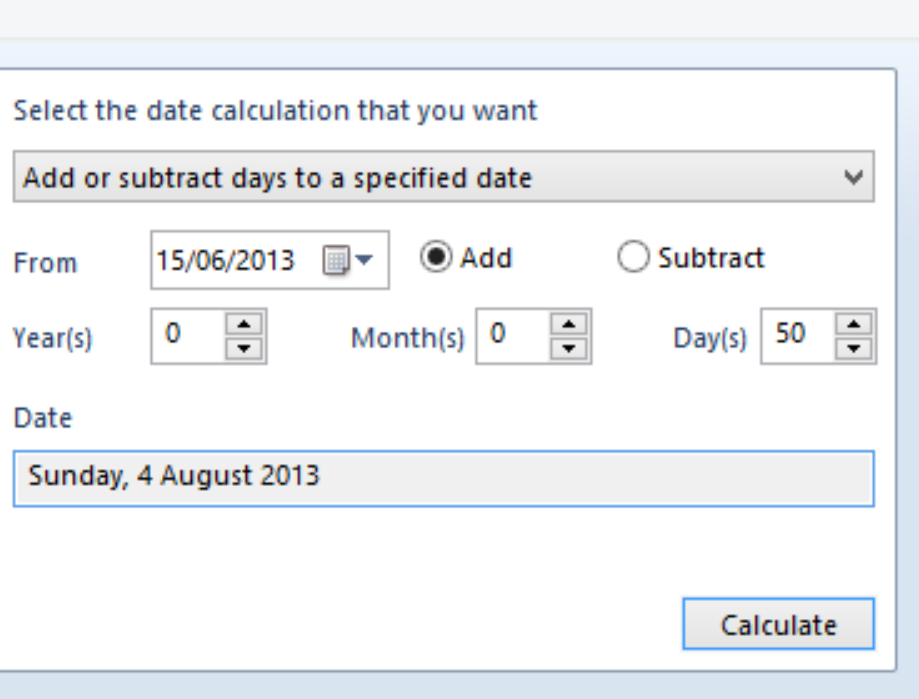 Select the date calculation that you want
Add or subtract days to a specified date
From 15/06/2013 Add Subtract
Year(s) 0 Month(s) 0 Day(s) 50
Date
Sunday, 4 August 2013
Calculate